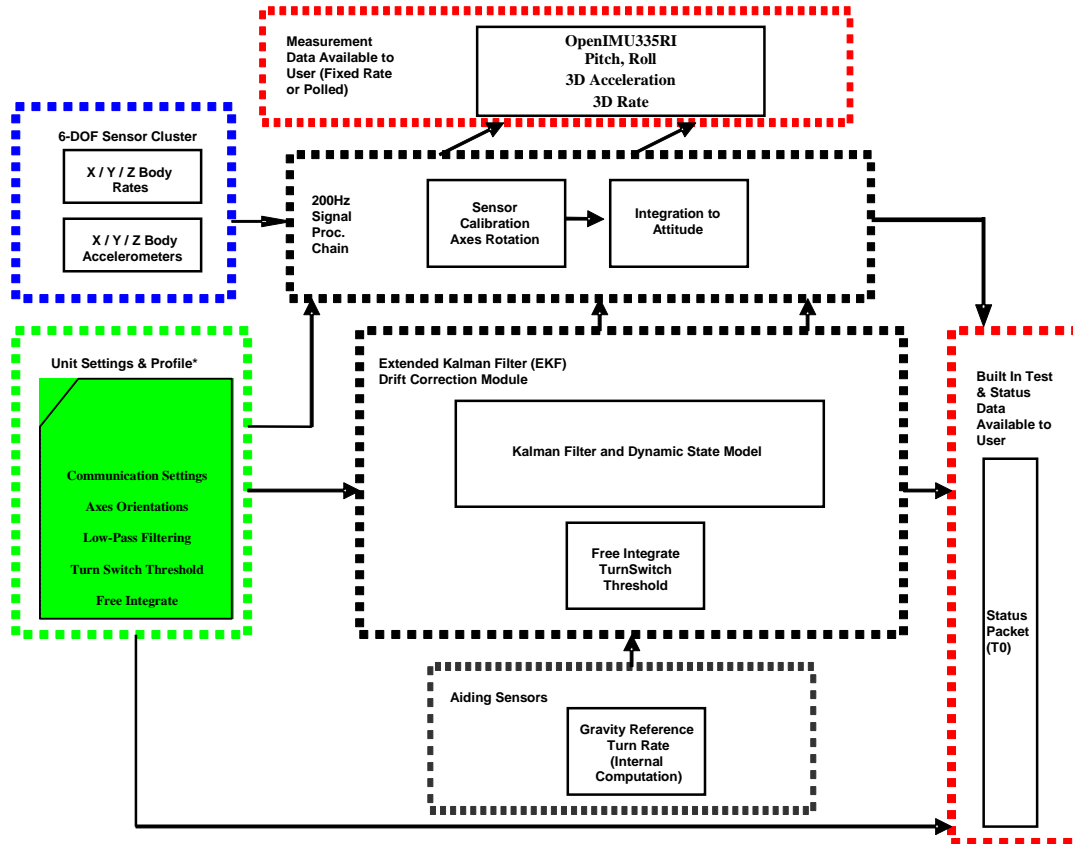 Measurement
Data Available to
User (Fixed Rate
or Polled)
OpenIMU335RI
Pitch, Roll
3D Acceleration
3D Rate
6-DOF Sensor Cluster
X / Y / Z Body
Rates
X / Y / Z Body
Accelerometers
200Hz
Signal
Proc.
Chain
Sensor
Calibration
Axes Rotation
Integration to
Attitude
Unit Settings & Profile*
Communication Settings
Axes Orientations
Low-Pass Filtering
Turn Switch Threshold
Free Integrate
Extended Kalman Filter (EKF)
Drift Correction Module
Kalman Filter and Dynamic State Model
Free Integrate
TurnSwitch
Threshold
Aiding Sensors
Gravity Reference
Turn Rate
(Internal
Computation)
Built In Test
& Status
Data
Available to
User
Status
Packet
(T0)